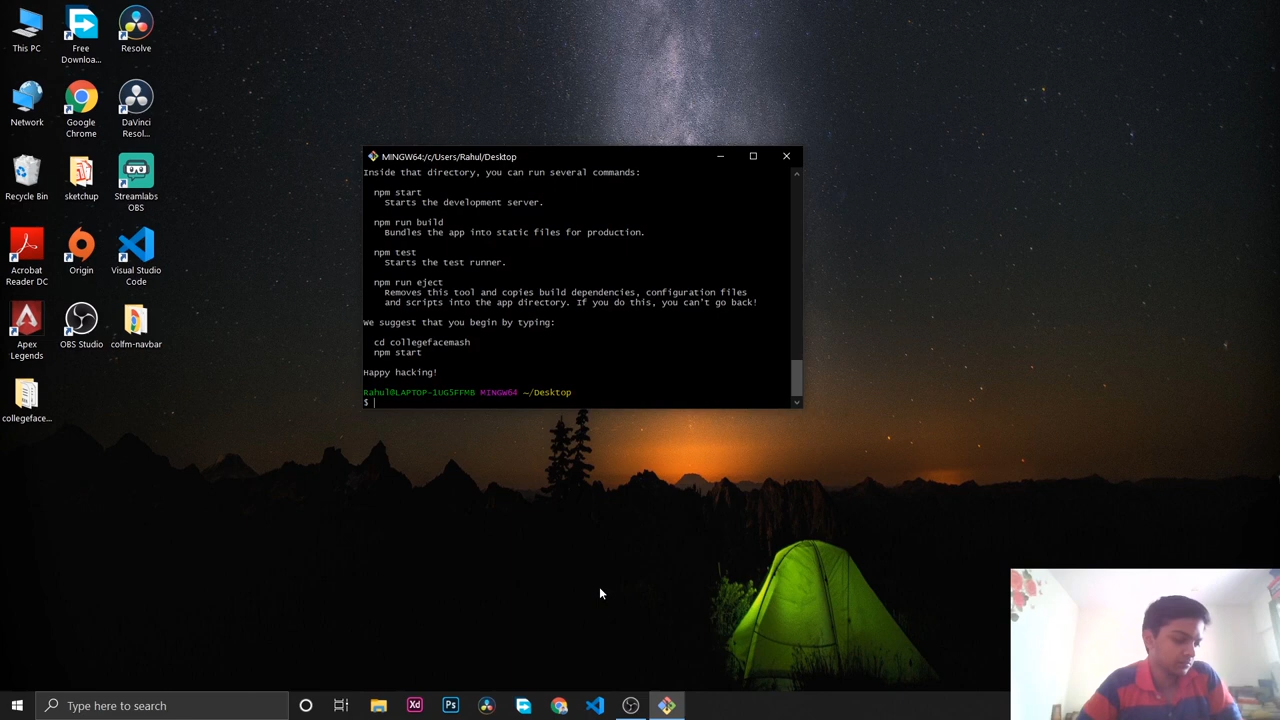 This PC
Free
Downloa...
Resolve
Network
Google
Chrome
DaVinci
Resol...
Recycle Bin
sketchup
Streamlabs
OBS
Acrobat
Reader DC
Origin
Visual Studio
Code
Apex
Legends
OBS Studio
colfm-navbar
collegeface...
MINGW64:/c/Users/Rahul/Desktop
Inside that directory, you can run several commands:
npm start
Starts the development server.
npm run build
Bundles the app into static files for production.
npm test
Starts the test runner.
npm run eject
Removes this tool and copies build dependencies, configuration files
and scripts into the app directory. If you do this, you can't go back!
We suggest that you begin by typing:
cd collegefacemash
npm start
Happy hacking!
Rahul@LAPTOP-1UG5FFMB MINGW64 ~/Desktop
$
Type here to search
Xd
Ps